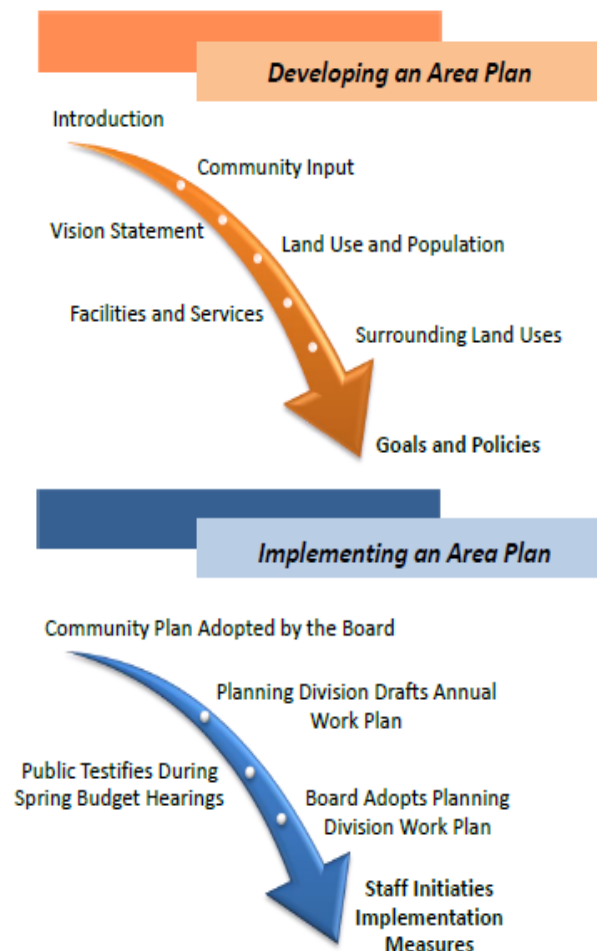 Developing an Area Plan
Introduction
Community Input
Vision Statement
Land Use and Population
Facilities and Services
Surrounding Land Uses
Goals and Policies
Implementing an Area Plan
Community Plan Adopted by the Board
Planning Division Drafts Annual
Work Plan
Public Testifies During
Spring Budget Hearings
Board Adopts Planning
Division Work Plan
Staff Initiaties
Implementation
Measures